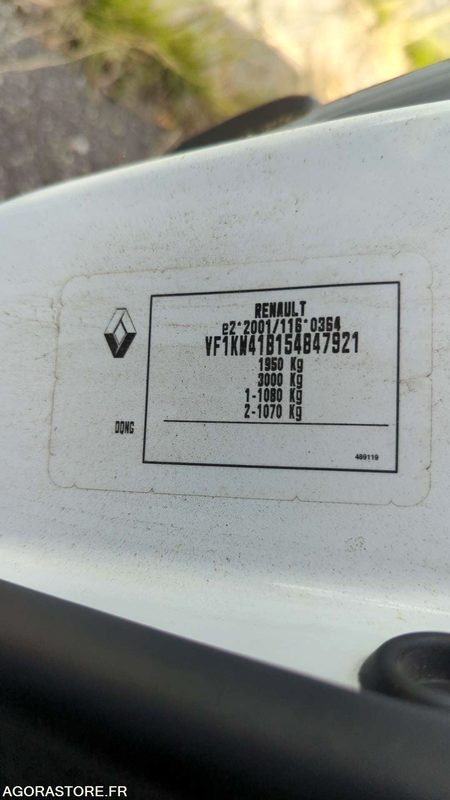 RENAULT
e2*2001/116*0364
VF1KW41B154847921
1950 Kg
3000 Kg
1-1080 Kg
2-1070 Kg
DQNG
489119
AGORASTORE.FR